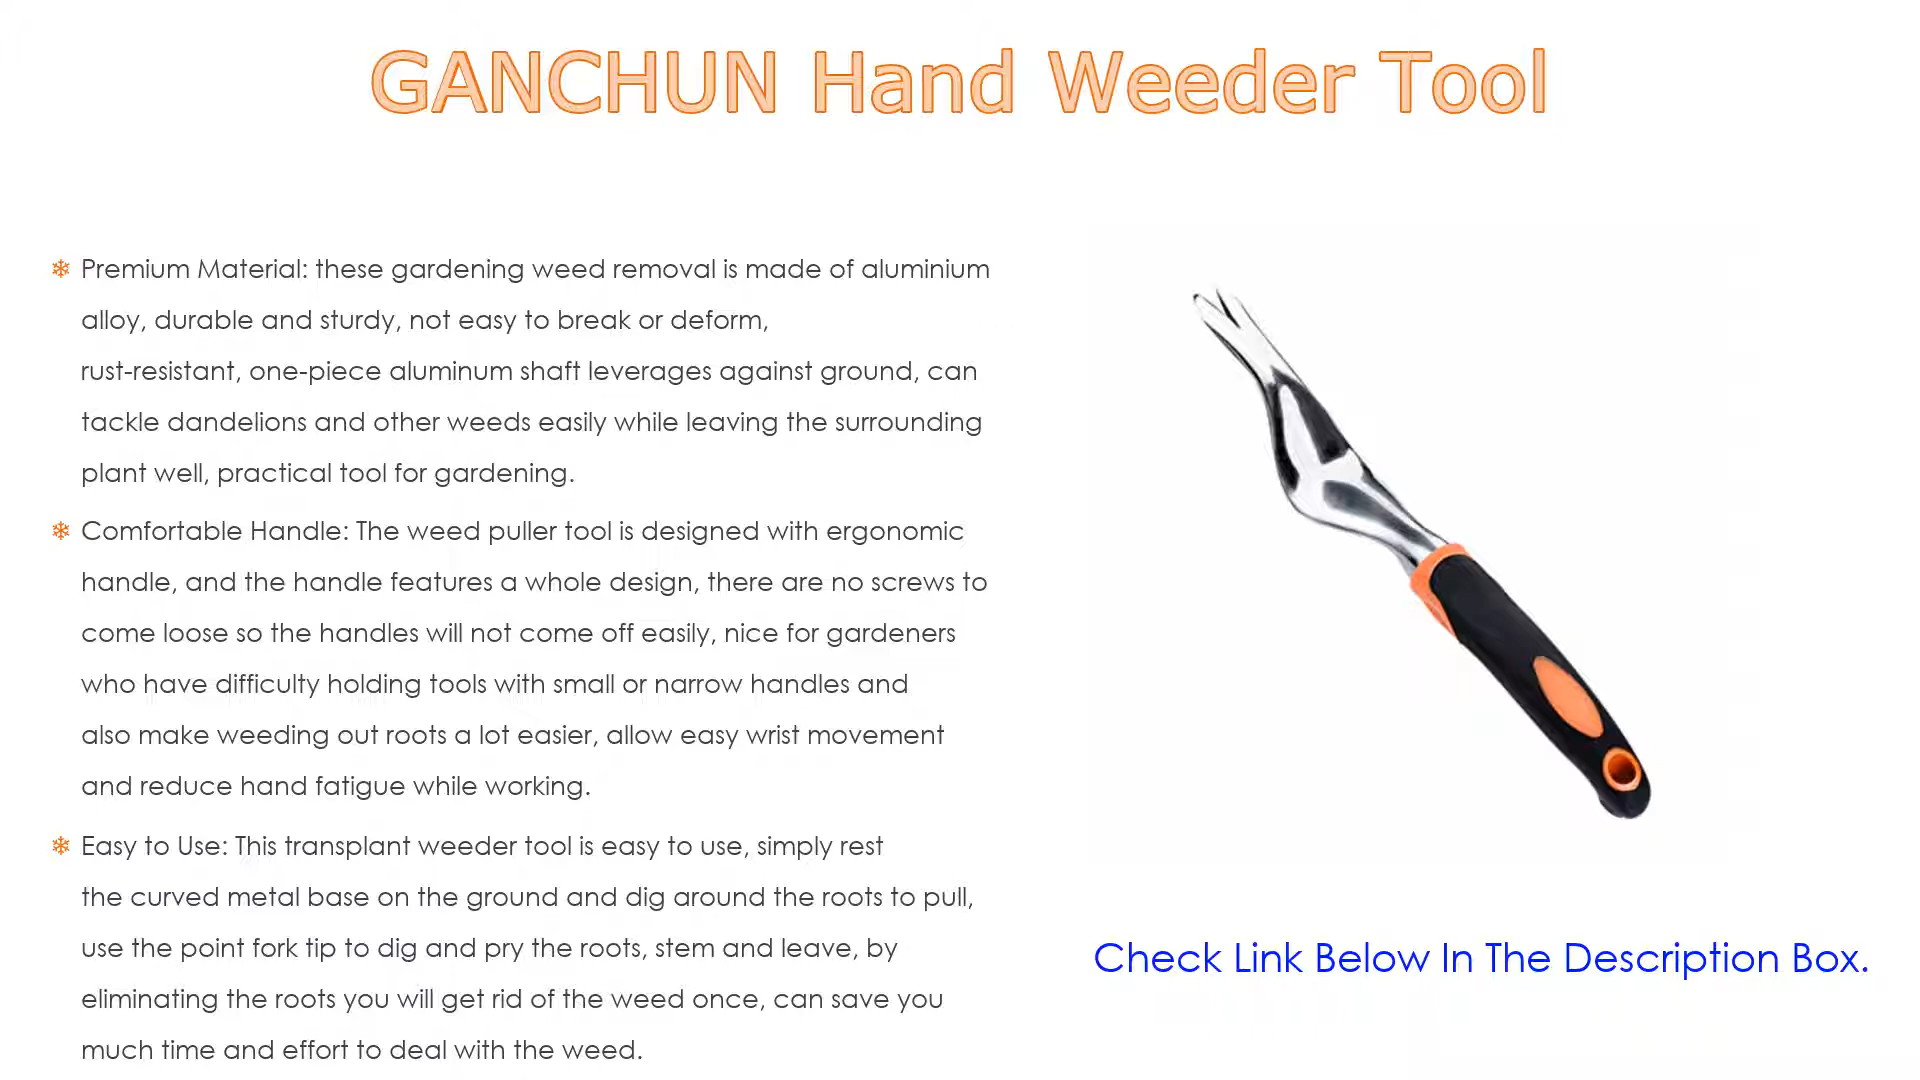 GANCHUN Hand Weeder Tool
Premium Material: these gardening weed removal is made of aluminium
alloy, durable and sturdy, not easy to break or deform,
rust-resistant, one-piece aluminum shaft leverages against ground, can
tackle dandelions and other weeds easily while leaving the surrounding
plant well, practical tool for gardening.
Comfortable Handle: The weed puller tool is designed with ergonomic
handle, and the handle features a whole design, there are no screws to
come loose so the handles will not come off easily, nice for gardeners
who have difficulty holding tools with small or narrow handles and
also make weeding out roots a lot easier, allow easy wrist movement
and reduce hand fatigue while working.
Easy to Use: This transplant weeder tool is easy to use, simply rest
the curved metal base on the ground and dig around the roots to pull,
use the point fork tip to dig and pry the roots, stem and leave, by
eliminating the roots you will get rid of the weed once, can save you
much time and effort to deal with the weed.
Check Link Below In The Description Box.